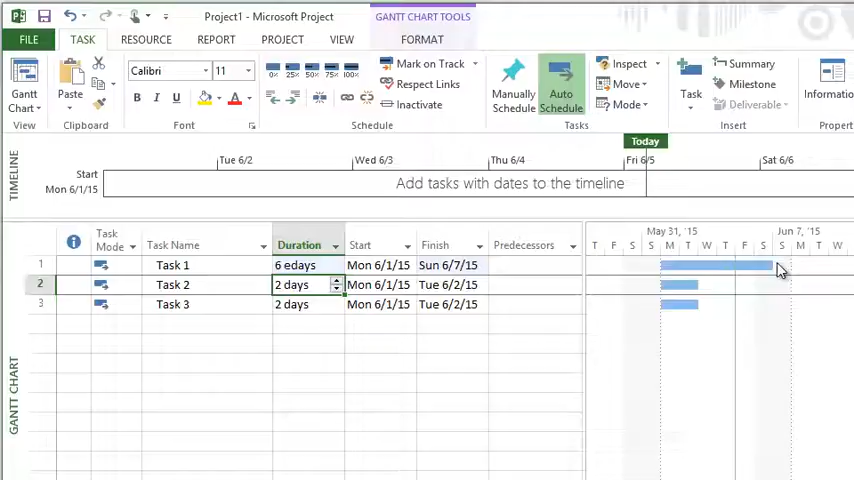 Project1 - Microsoft Project
GANTT CHART TOOLS
FILE TASK RESOURCE REPORT PROJECT VIEW FORMAT
Gantt Chart
View
Paste
Clipboard
Calibri 11
B I U A
Font
0% 25% 50% 75% 100%
Mark on Track
Respect Links
Inactivate
Schedule
Manually Schedule
Auto Schedule
Inspect
Move
Mode
Tasks
Task
Summary
Milestone
Deliverable
Insert
Information
Propert
TIMELINE
Today
Start
Mon 6/1/15
Tue 6/2 Wed 6/3 Thu 6/4 Fri 6/5 Sat 6/6
Add tasks with dates to the timeline
GANTT CHART
Task Mode Task Name Duration Start Finish Predecessors
May 31, '15 Jun 7, '15
T F S S M T W T F S S M T W
1 Task 1 6 edays Mon 6/1/15 Sun 6/7/15
2 Task 2 2 days Mon 6/1/15 Tue 6/2/15
3 Task 3 2 days Mon 6/1/15 Tue 6/2/15